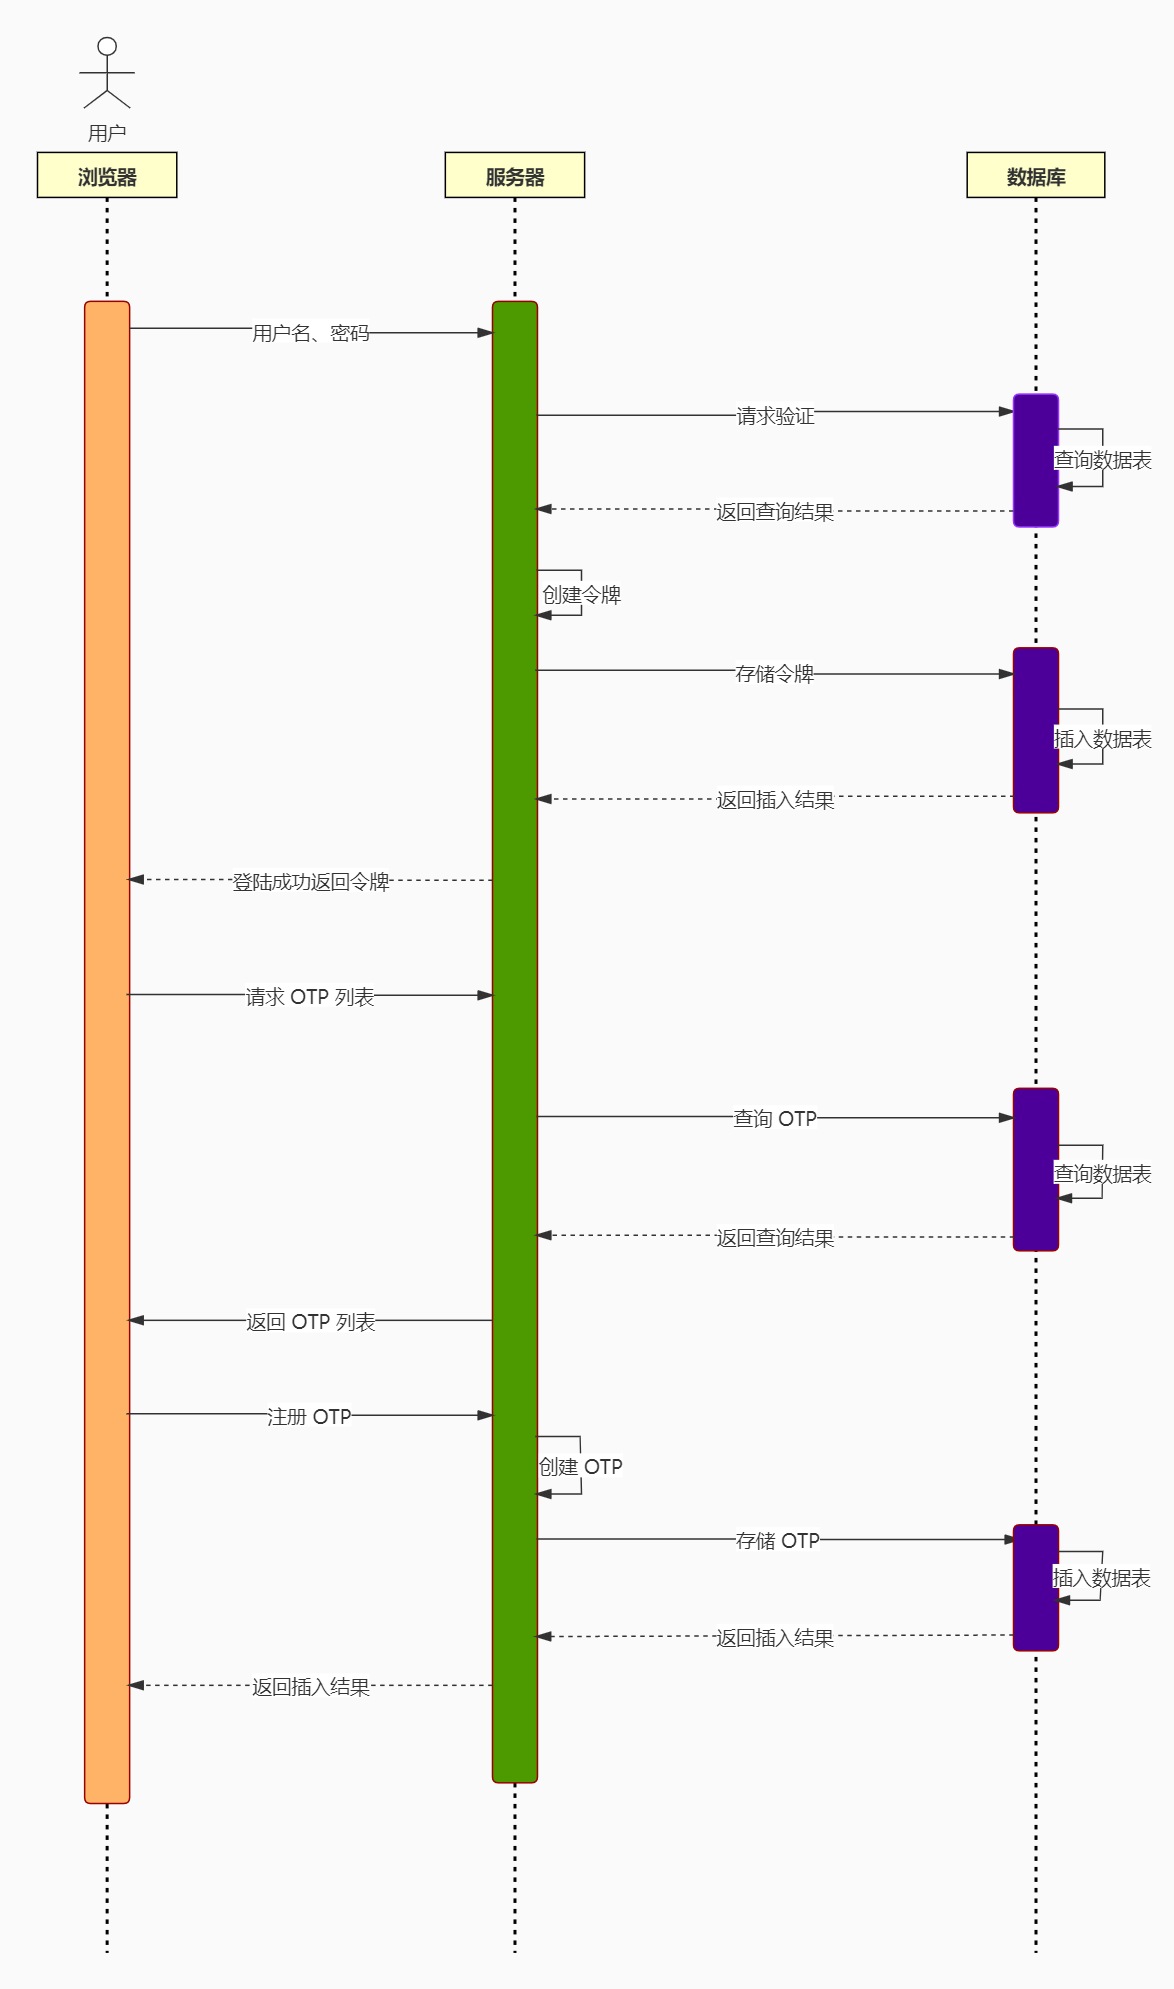 用户
浏览器
服务器
数据库
用户名、密码
请求验证
查询数据表
返回查询结果
创建令牌
存储令牌
插入数据表
返回插入结果
登陆成功返回令牌
请求 OTP 列表
查询 OTP
查询数据表
返回查询结果
返回 OTP 列表
注册 OTP
创建 OTP
存储 OTP
插入数据表
返回插入结果
返回插入结果